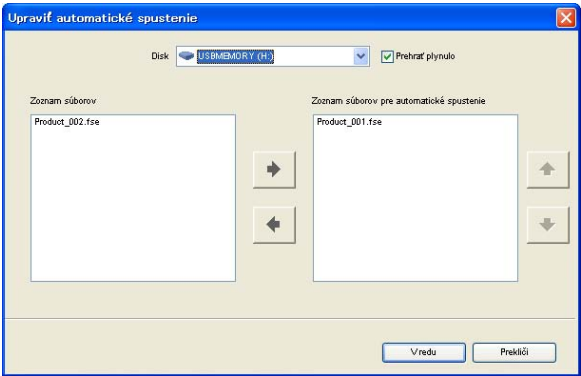 Upraviť automatické spustenie
Disk USBMEMORY (H:) Prehrať plynulo
Zoznam súborov
Product_002.fse
Zoznam súborov pre automatické spustenie
Product_001.fse
V redu Prekliči